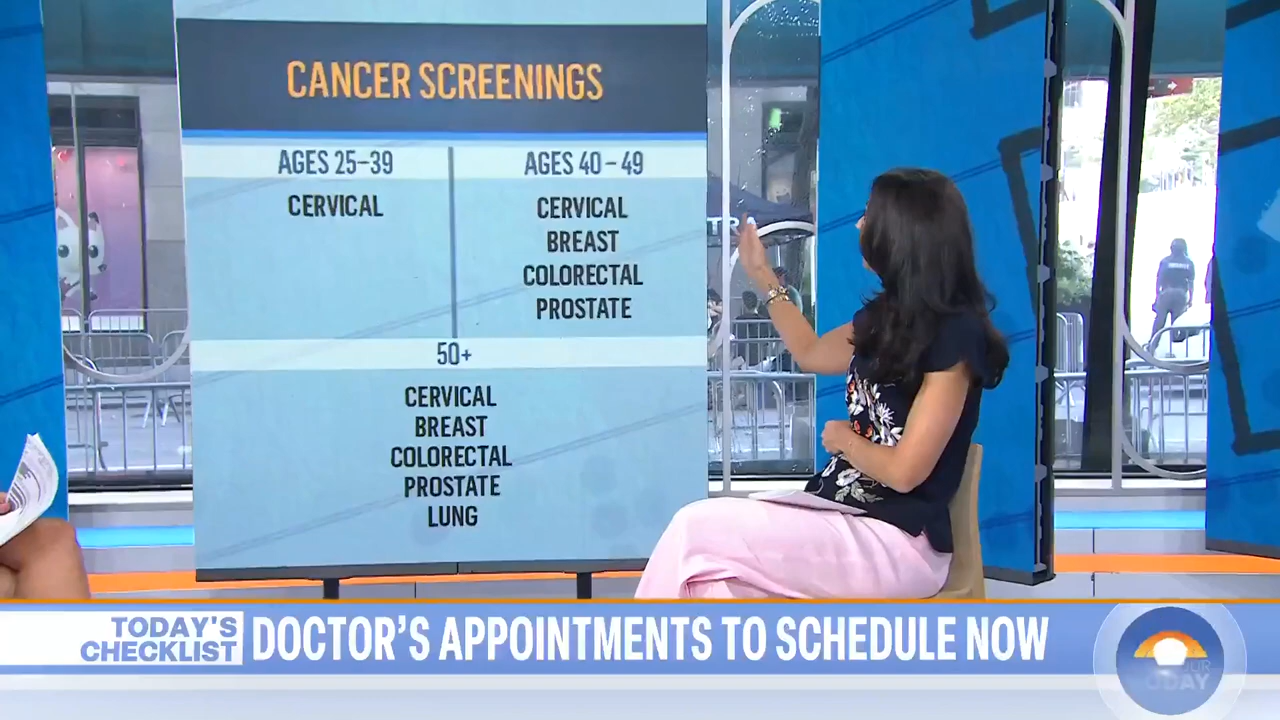 CANCER SCREENINGS
AGES 25-39
CERVICAL
AGES 40-49
CERVICAL
BREAST
COLORECTAL
PROSTATE
50+
CERVICAL
BREAST
COLORECTAL
PROSTATE
LUNG
TODAY'S
CHECKLIST
DOCTOR'S APPOINTMENTS TO SCHEDULE NOW
TODAY